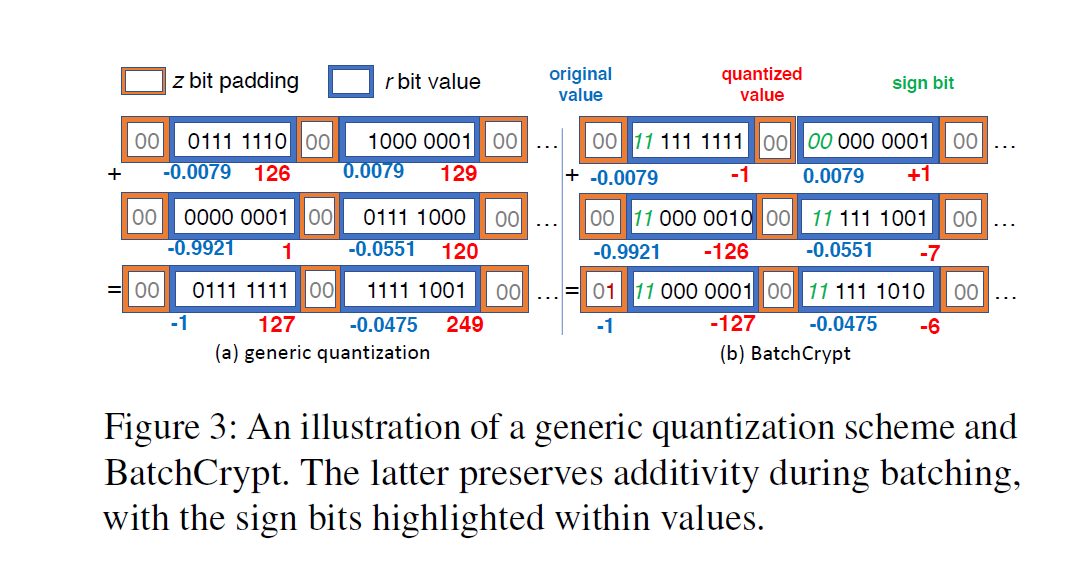 z bit padding r bit value original value quantized value sign bit
00 0111 1110 00 1000 0001 00 ... 00 11 111 1111 00 00 000 0001 00 ...
+ -0.0079 126 0.0079 129 + -0.0079 -1 0.0079 +1
00 0000 0001 00 0111 1000 00 ... 00 11 000 0010 00 11 111 1001 00 ...
-0.9921 1 -0.0551 120 -0.9921 -126 -0.0551 -7
= 00 0111 1111 00 1111 1001 00 ... = 01 11 000 0001 00 11 111 1010 00 ...
-1 127 -0.0475 249 -1 -127 -0.0475 -6
(a) generic quantization (b) BatchCrypt
Figure 3: An illustration of a generic quantization scheme and
BatchCrypt. The latter preserves additivity during batching,
with the sign bits highlighted within values.